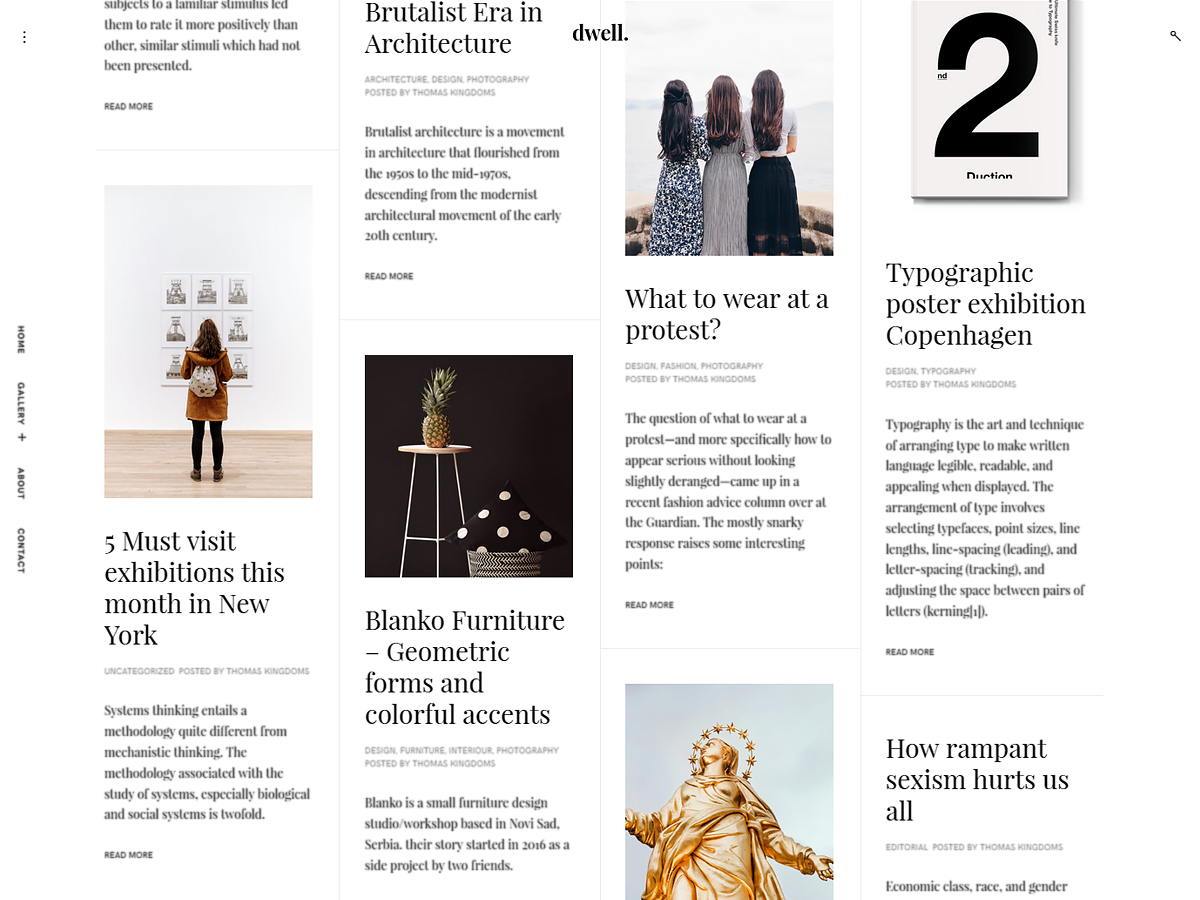 dwell.
HOME
GALLERY +
ABOUT
CONTACT
subjects to a familiar stimulus led
them to rate it more positively than
other, similar stimuli which had not
been presented.
READ MORE
5 Must visit
exhibitions this
month in New
York
UNCATEGORIZED POSTED BY THOMAS KINGDOMS
Systems thinking entails a
methodology quite different from
mechanistic thinking. The
methodology associated with the
study of systems, especially biological
and social systems is twofold.
READ MORE
Brutalist Era in
Architecture
ARCHITECTURE, DESIGN, PHOTOGRAPHY
POSTED BY THOMAS KINGDOMS
Brutalist architecture is a movement
in architecture that flourished from
the 1950s to the mid-1970s,
descending from the modernist
architectural movement of the early
20th century.
READ MORE
Blanko Furniture
– Geometric
forms and
colorful accents
DESIGN, FURNITURE, INTERIOUR, PHOTOGRAPHY
POSTED BY THOMAS KINGDOMS
Blanko is a small furniture design
studio/workshop based in Novi Sad,
Serbia. their story started in 2016 as a
side project by two friends.
What to wear at a
protest?
DESIGN, FASHION, PHOTOGRAPHY
POSTED BY THOMAS KINGDOMS
The question of what to wear at a
protest—and more specifically how to
appear serious without looking
slightly deranged—came up in a
recent fashion advice column over at
the Guardian. The mostly snarky
response raises some interesting
points:
READ MORE
2
nd
Duction
Typographic
poster exhibition
Copenhagen
DESIGN, TYPOGRAPHY
POSTED BY THOMAS KINGDOMS
Typography is the art and technique
of arranging type to make written
language legible, readable, and
appealing when displayed. The
arrangement of type involves
selecting typefaces, point sizes, line
lengths, line-spacing (leading), and
letter-spacing (tracking), and
adjusting the space between pairs of
letters (kerning[1]).
READ MORE
How rampant
sexism hurts us
all
EDITORIAL POSTED BY THOMAS KINGDOMS
Economic class, race, and gender